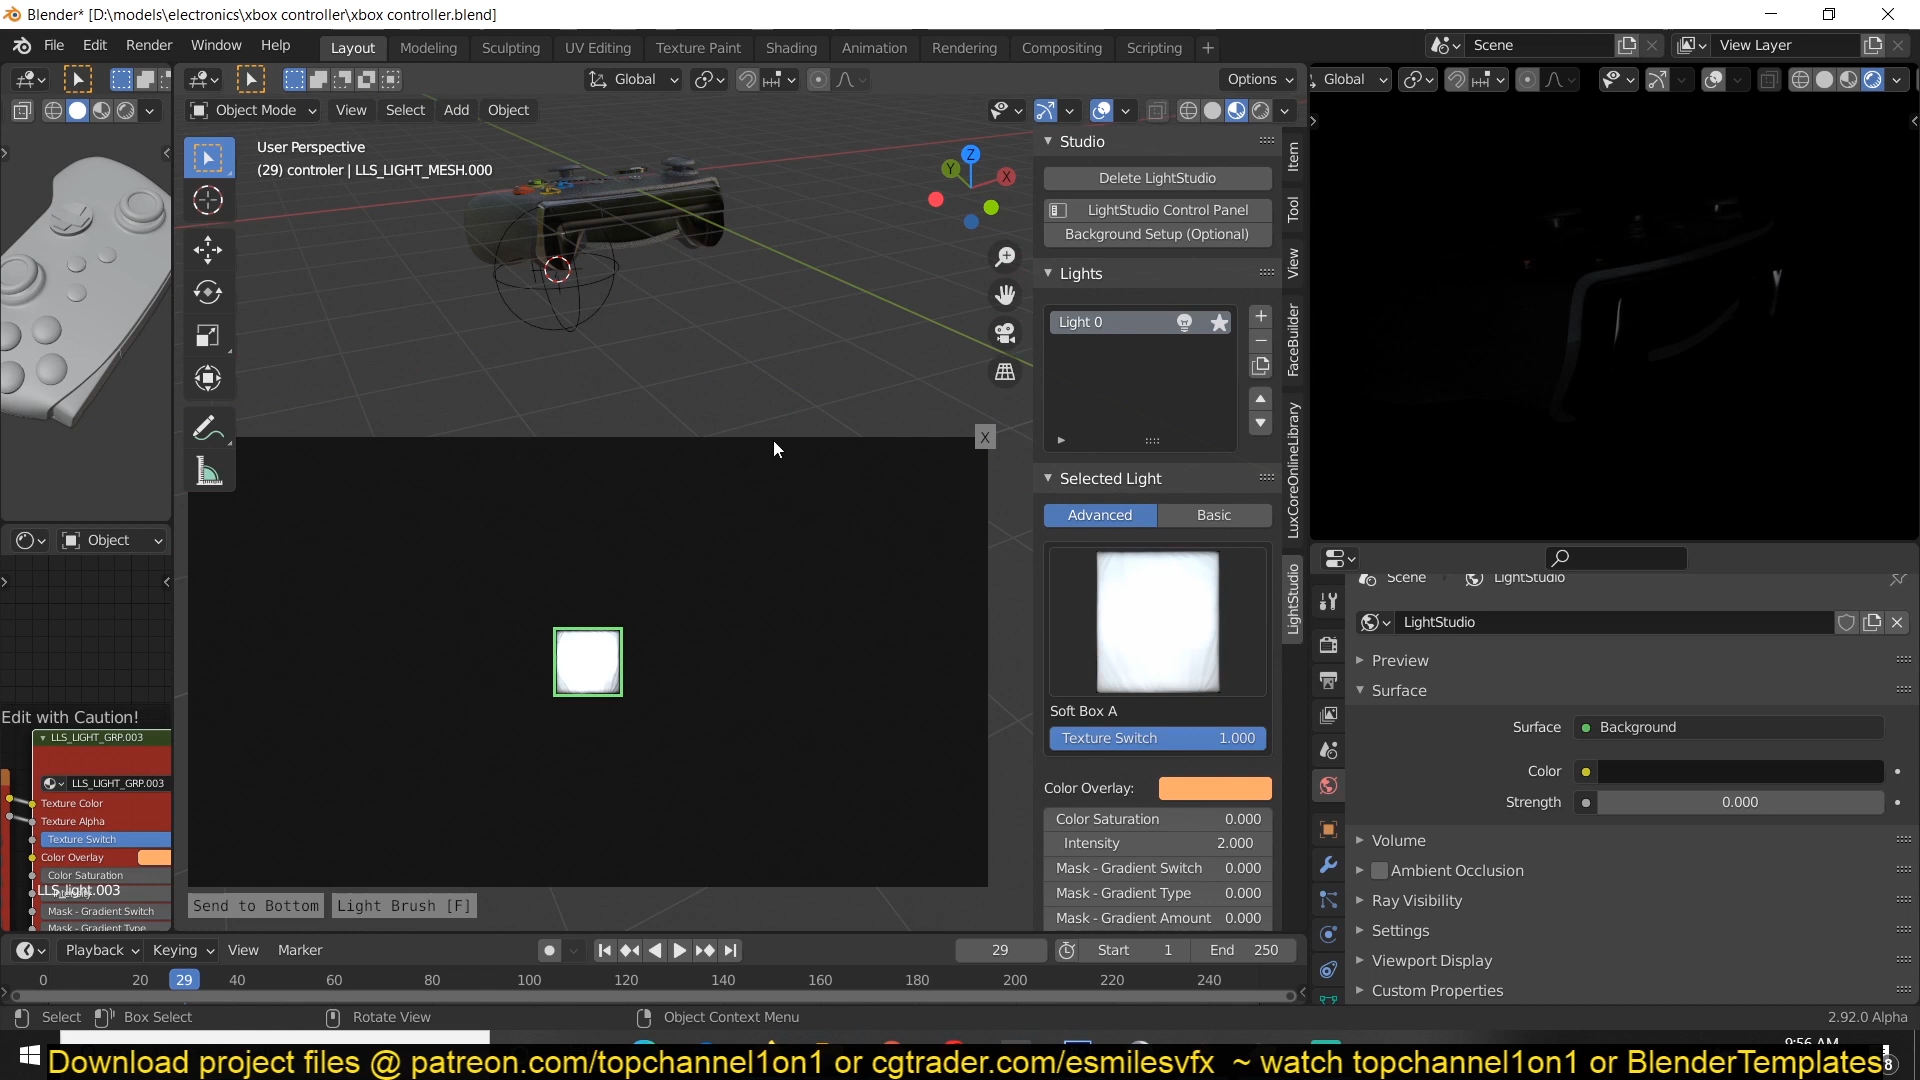 Blender* [D:\models\electronics\xbox controller\xbox controller.blend]
File Edit Render Window Help
Layout Modeling Sculpting UV Editing Texture Paint Shading Animation Rendering Compositing Scripting +
Scene
View Layer
Global
Options
Global
Object Mode View Select Add Object
User Perspective
(29) controler | LLS_LIGHT_MESH.000
Z
Y
X
Studio
Delete LightStudio
LightStudio Control Panel
Background Setup (Optional)
Lights
Light 0
Selected Light
Advanced Basic
Soft Box A
Texture Switch 1.000
Color Overlay:
Color Saturation 0.000
Intensity 2.000
Mask - Gradient Switch 0.000
Mask - Gradient Type 0.000
Mask - Gradient Amount 0.000
Item
Tool
View
FaceBuilder
LuxCoreOnlineLibrary
LightStudio
X
Send to Bottom Light Brush [F]
Object
Edit with Caution!
LLS_LIGHT_GRP.003
LLS_LIGHT_GRP.003
Texture Color
Texture Alpha
Texture Switch
Color Overlay
Color Saturation
LLS_light.003
Mask - Gradient Switch
Mask - Gradient Type
Scene LightStudio
LightStudio
Preview
Surface
Surface Background
Color
Strength 0.000
Volume
Ambient Occlusion
Ray Visibility
Settings
Viewport Display
Custom Properties
Playback Keying View Marker
29 Start 1 End 250
0 20 29 40 60 80 100 120 140 160 180 200 220 240
Select Box Select Rotate View Object Context Menu 2.92.0 Alpha
9:56 AM
Download project files @ patreon.com/topchannel1on1 or cgtrader.com/esmilesvfx ~ watch topchannel1on1 or BlenderTemplates